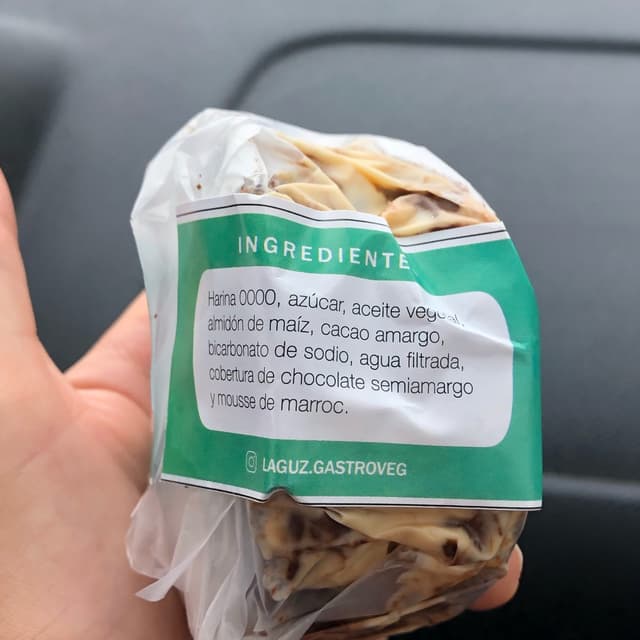 INGREDIENTE
Harina 0000, azúcar, aceite
almidón de maíz, cacao amargo,
bicarbonato de sodio, agua filtrada,
cobertura de chocolate semiamargo
y mousse de marroc.
LAGUZ.GASTROVEG